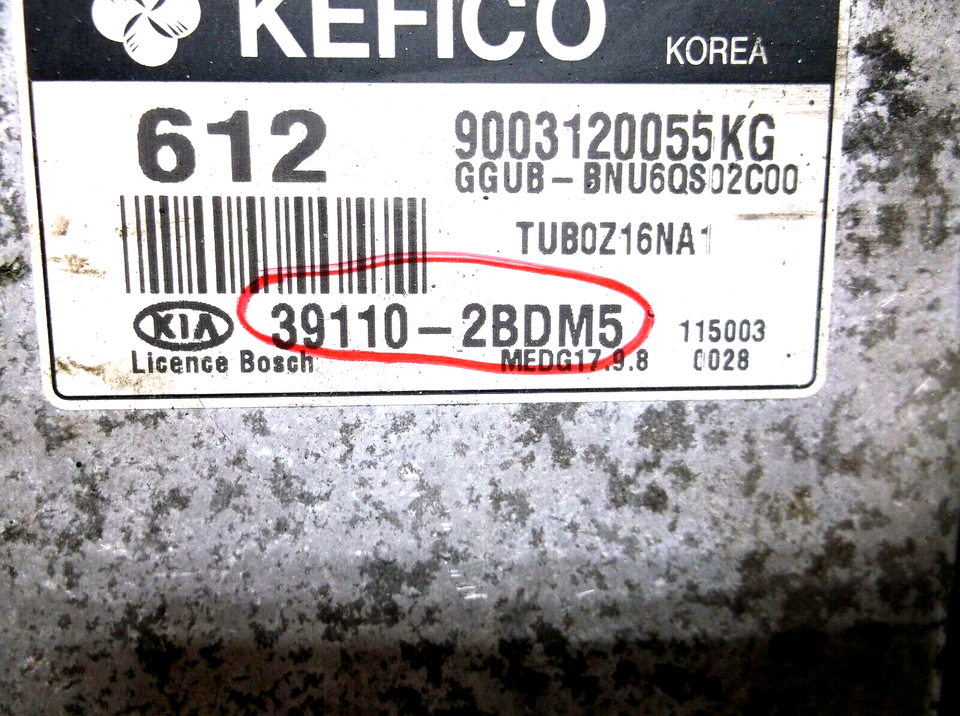 KEFICO
KOREA
612
9003120055KG
GGUB-BNU6QS02C00
TUB0Z16NA1
KIA
39110-2BDM5
115003
Licence Bosch
MEDG17.9.8
0028